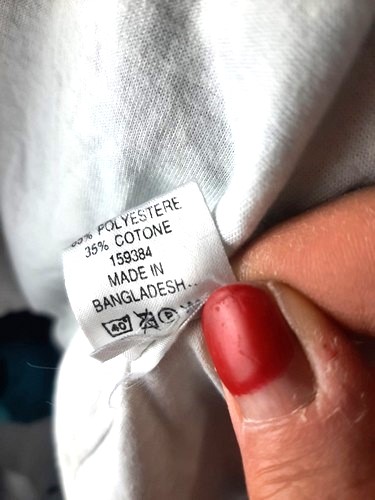 65% POLYESTERE
35% COTONE
159384
MADE IN
BANGLADESH..
40 P